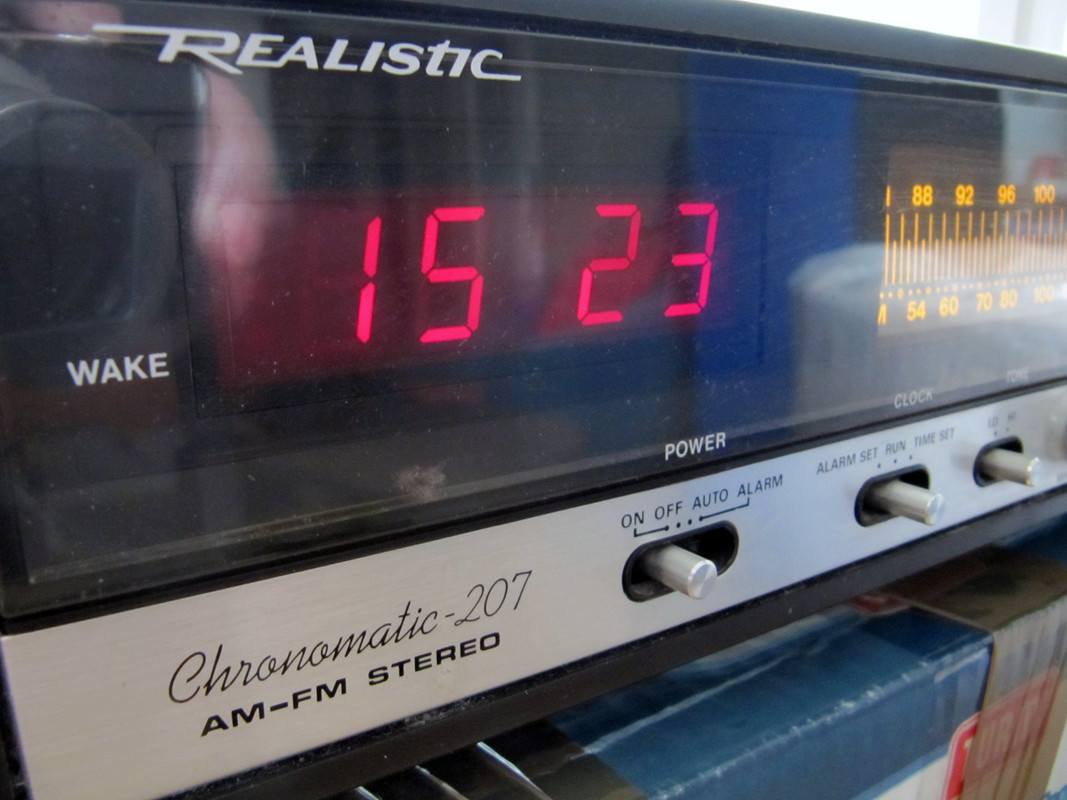 REALISTIC
15 23
88 92 96 100
54 60 70 80 100
WAKE
POWER
CLOCK
TONE
ON OFF AUTO ALARM
ALARM SET RUN TIME SET
LO HI
Chronomatic-207
AM-FM STEREO